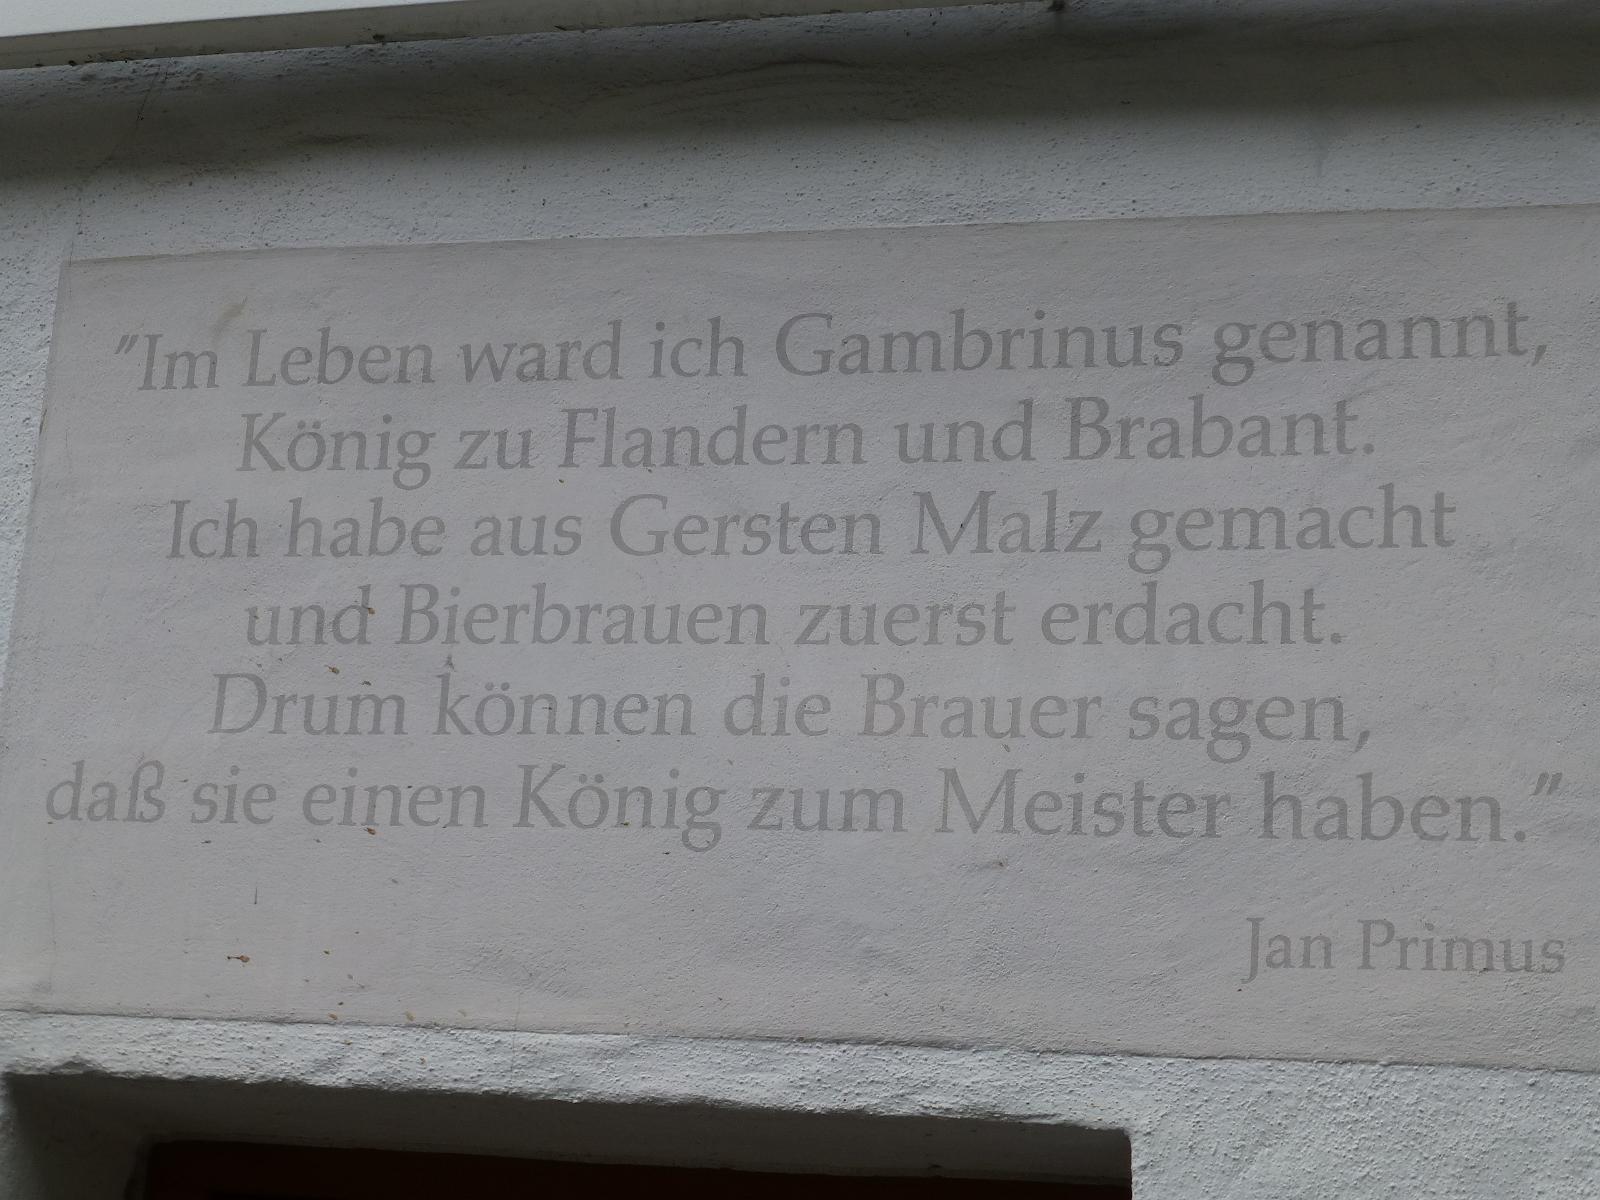 "Im Leben ward ich Gambrinus genannt,
König zu Flandern und Brabant.
Ich habe aus Gersten Malz gemacht
und Bierbrauen zuerst erdacht.
Drum können die Brauer sagen,
daß sie einen König zum Meister haben."
Jan Primus